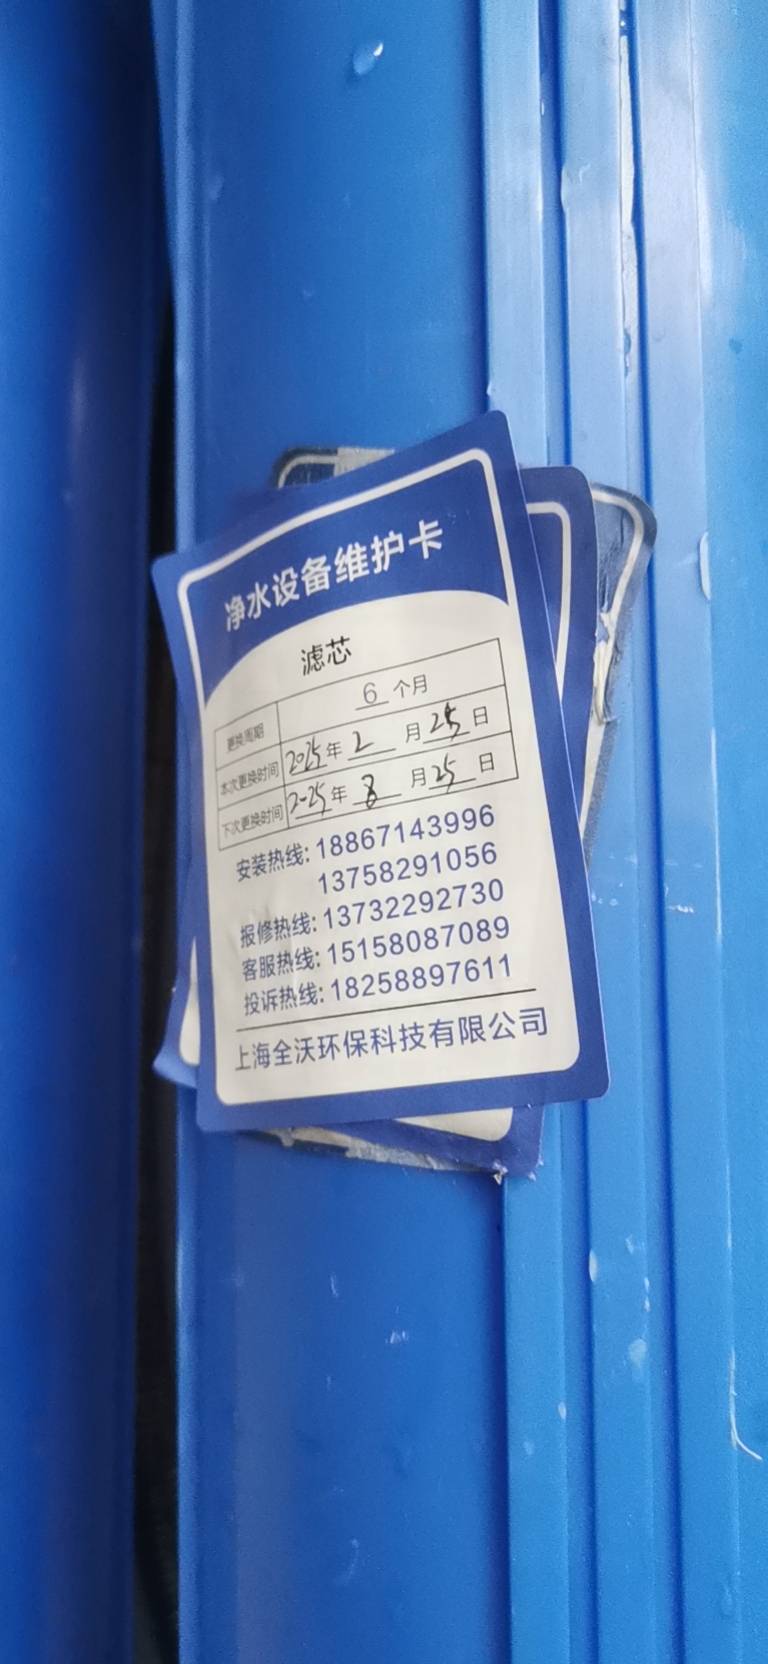 净水设备维护卡
滤芯
更换周期 6 个月
本次更换时间 2025年 2 月 25 日
下次更换时间 2025年 8 月 25 日
安装热线: 18867143996
13758291056
报修热线: 13732292730
客服热线: 15158087089
投诉热线: 18258897611
上海全沃环保科技有限公司